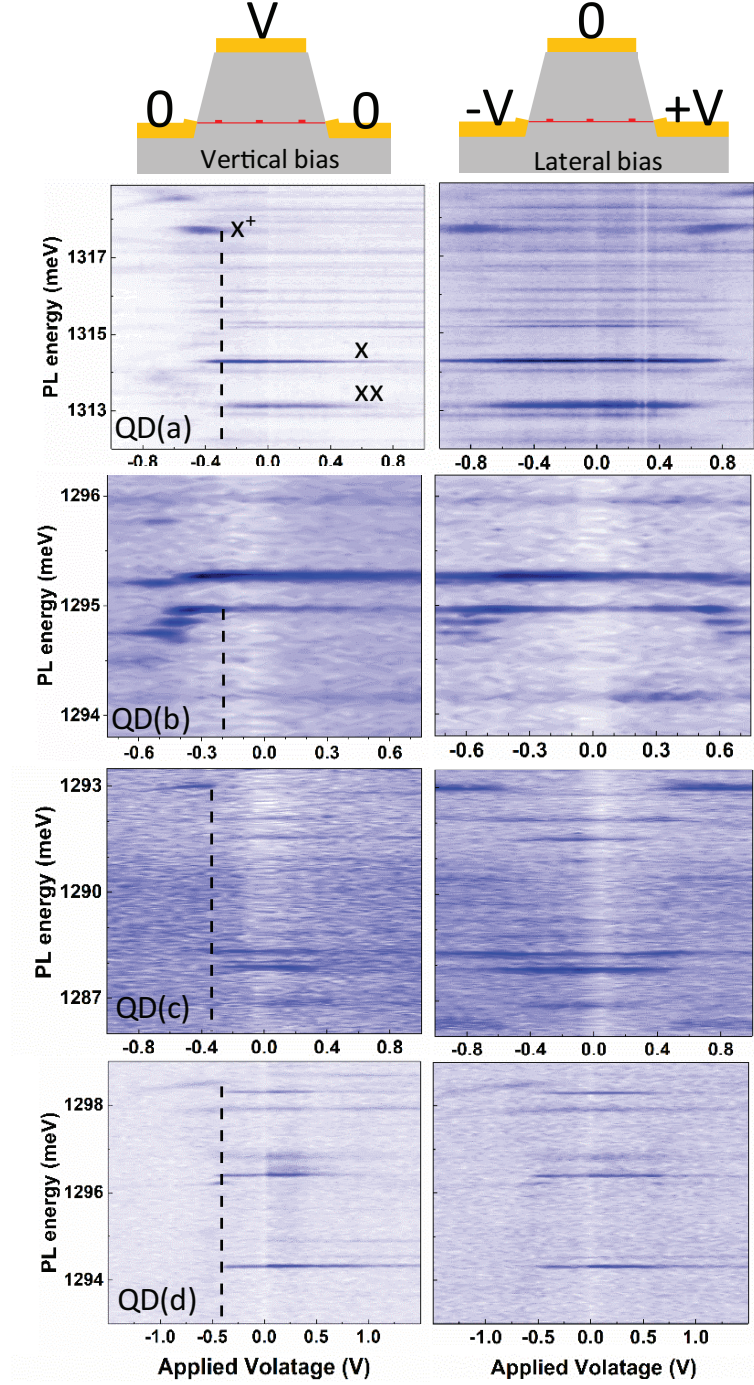 V
0
0 0
-V +V
Vertical bias
Lateral bias
PL energy (meV)
1317
1315
1313
X+
X
XX
QD(a)
-0.8 -0.4 0.0 0.4 0.8
-0.8 -0.4 0.0 0.4 0.8
PL energy (meV)
1296
1295
1294
QD(b)
-0.6 -0.3 0.0 0.3 0.6
-0.6 -0.3 0.0 0.3 0.6
PL energy (meV)
1293
1290
1287
QD(c)
-0.8 -0.4 0.0 0.4 0.8
-0.8 -0.4 0.0 0.4 0.8
PL energy (meV)
1298
1296
1294
QD(d)
-1.0 -0.5 0.0 0.5 1.0
-1.0 -0.5 0.0 0.5 1.0
Applied Volatage (V)
Applied Volatage (V)